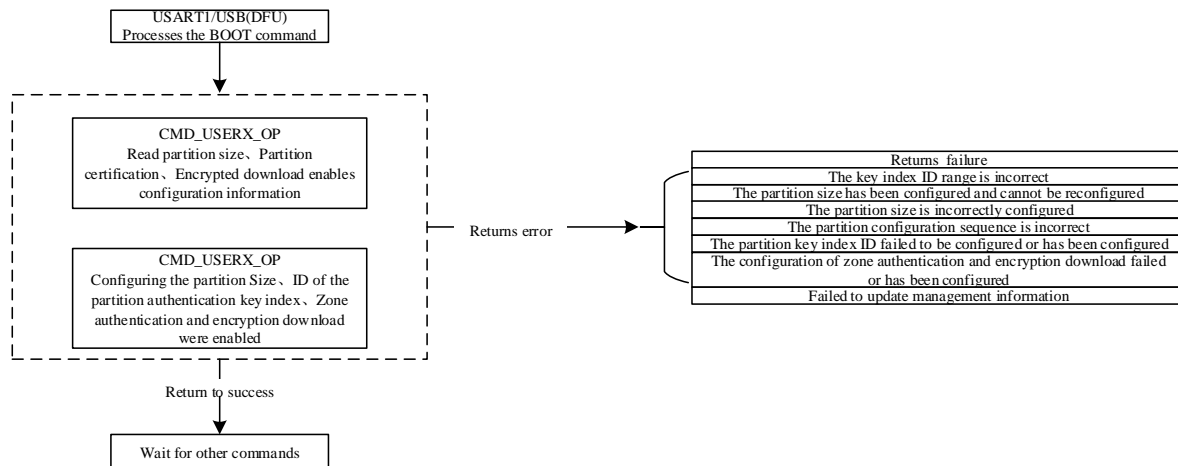 USART1/USB(DFU)
Processes the BOOT command
CMD_USERX_OP
Read partition size、Partition
certification、Encrypted download enables
configuration information
CMD_USERX_OP
Configuring the partition Size、ID of the
partition authentication key index、Zone
authentication and encryption download
were enabled
Return to success
Wait for other commands
Returns error
Returns failure
The key index ID range is incorrect
The partition size has been configured and cannot be reconfigured
The partition size is incorrectly configured
The partition configuration sequence is incorrect
The partition key index ID failed to be configured or has been configured
The configuration of zone authentication and encryption download failed
or has been configured
Failed to update management information